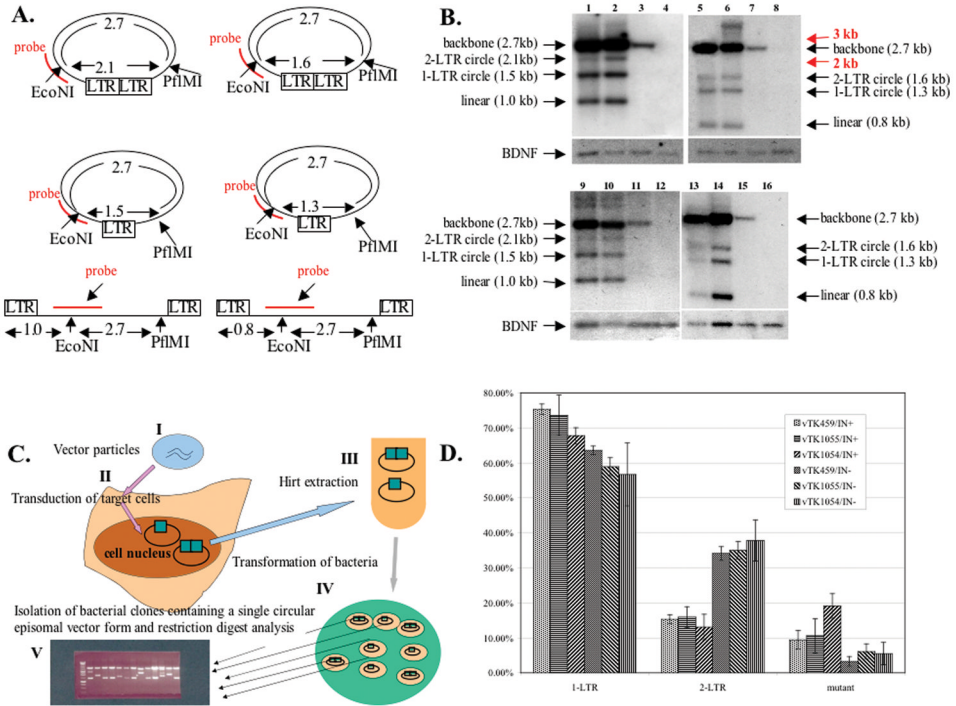 A.
2.7
probe
2.1
EcoNI
LTR LTR
PflMI
2.7
probe
1.6
EcoNI
LTR LTR
PflMI
2.7
probe
1.5
EcoNI
LTR
PflMI
2.7
probe
1.3
EcoNI
LTR
PflMI
probe
LTR
LTR
1.0
2.7
EcoNI
PflMI
probe
LTR
LTR
0.8
2.7
EcoNI
PflMI
B.
1 2 3 4
5 6 7 8
backbone (2.7kb)
2-LTR circle (2.1kb)
1-LTR circle (1.5 kb)
linear (1.0 kb)
BDNF
3 kb
backbone (2.7 kb)
2 kb
2-LTR circle (1.6 kb)
1-LTR circle (1.3 kb)
linear (0.8 kb)
9 10 11 12
13 14 15 16
backbone (2.7kb)
2-LTR circle (2.1kb)
1-LTR circle (1.5 kb)
linear (1.0 kb)
BDNF
backbone (2.7 kb)
2-LTR circle (1.6 kb)
1-LTR circle (1.3 kb)
linear (0.8 kb)
C.
I
Vector particles
II
Transduction of target cells
cell nucleus
III
Hirt extraction
Transformation of bacteria
IV
Isolation of bacterial clones containing a single circular
episomal vector form and restriction digest analysis
V
D.
80.00%
70.00%
60.00%
50.00%
40.00%
30.00%
20.00%
10.00%
0.00%
vTK459/IN+
vTK1055/IN+
vTK1054/IN+
vTK459/IN-
vTK1055/IN-
vTK1054/IN-
1-LTR
2-LTR
mutant